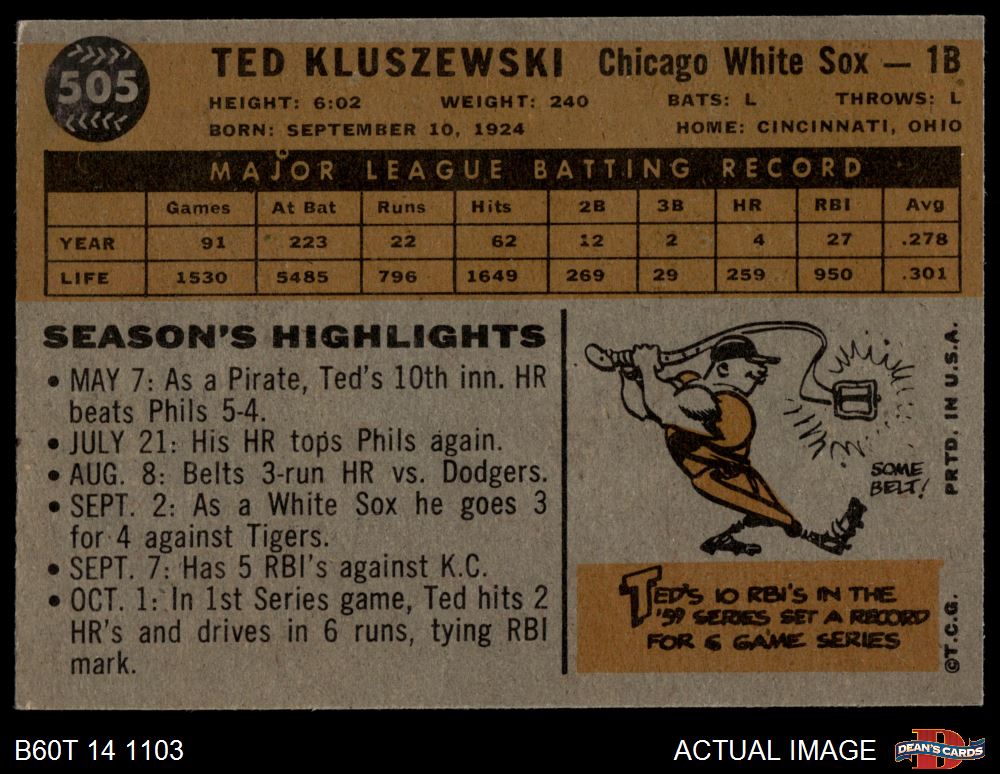 505
TED KLUSZEWSKI Chicago White Sox — 1B
HEIGHT: 6:02 WEIGHT: 240 BATS: L THROWS: L
BORN: SEPTEMBER 10, 1924 HOME: CINCINNATI, OHIO
MAJOR LEAGUE BATTING RECORD
Games At Bat Runs Hits 2B 3B HR RBI Avg
YEAR 91 223 22 62 12 2 4 27 .278
LIFE 1530 5485 796 1649 269 29 259 950 .301
SEASON'S HIGHLIGHTS
• MAY 7: As a Pirate, Ted's 10th inn. HR
beats Phils 5-4.
• JULY 21: His HR tops Phils again.
• AUG. 8: Belts 3-run HR vs. Dodgers.
• SEPT. 2: As a White Sox he goes 3
for 4 against Tigers.
• SEPT. 7: Has 5 RBI's against K.C.
• OCT. 1: In 1st Series game, Ted hits 2
HR's and drives in 6 runs, tying RBI
mark.
SOME
BELT!
TED'S 10 RBI'S IN THE
'59 SERIES SET A RECORD
FOR 6 GAME SERIES
©T.C.G. PRTD. IN U.S.A.
B60T 14 1103 ACTUAL IMAGE
D
DEAN'S CARDS